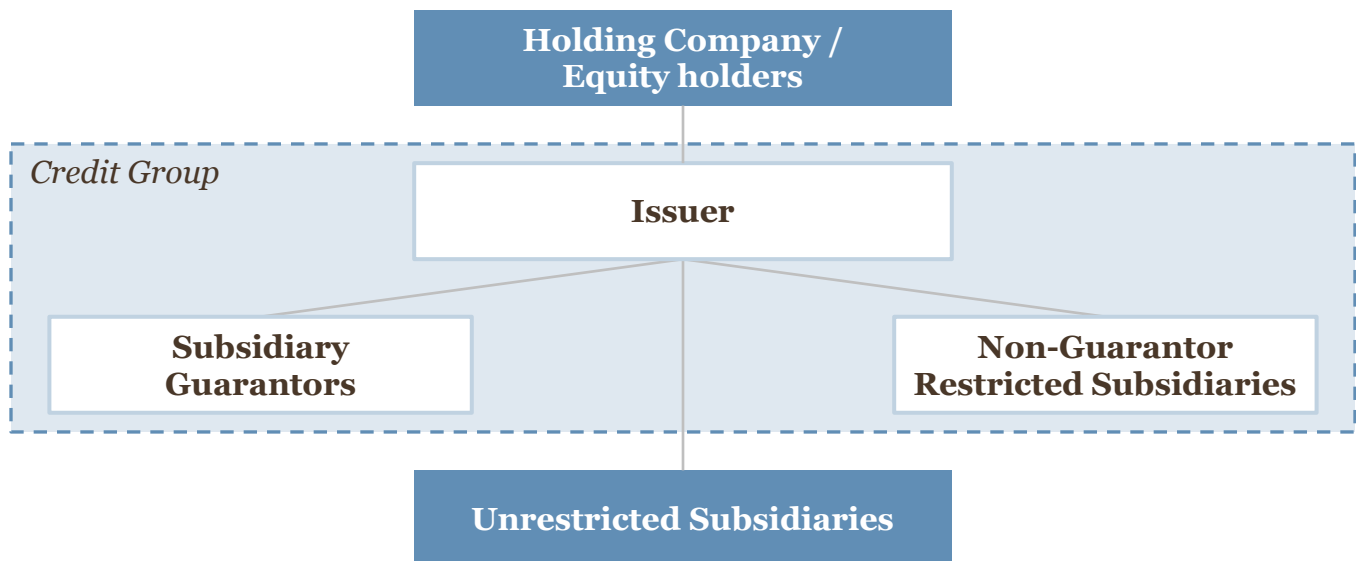 Holding Company /
Equity holders
Credit Group
Issuer
Subsidiary
Guarantors
Non-Guarantor
Restricted Subsidiaries
Unrestricted Subsidiaries